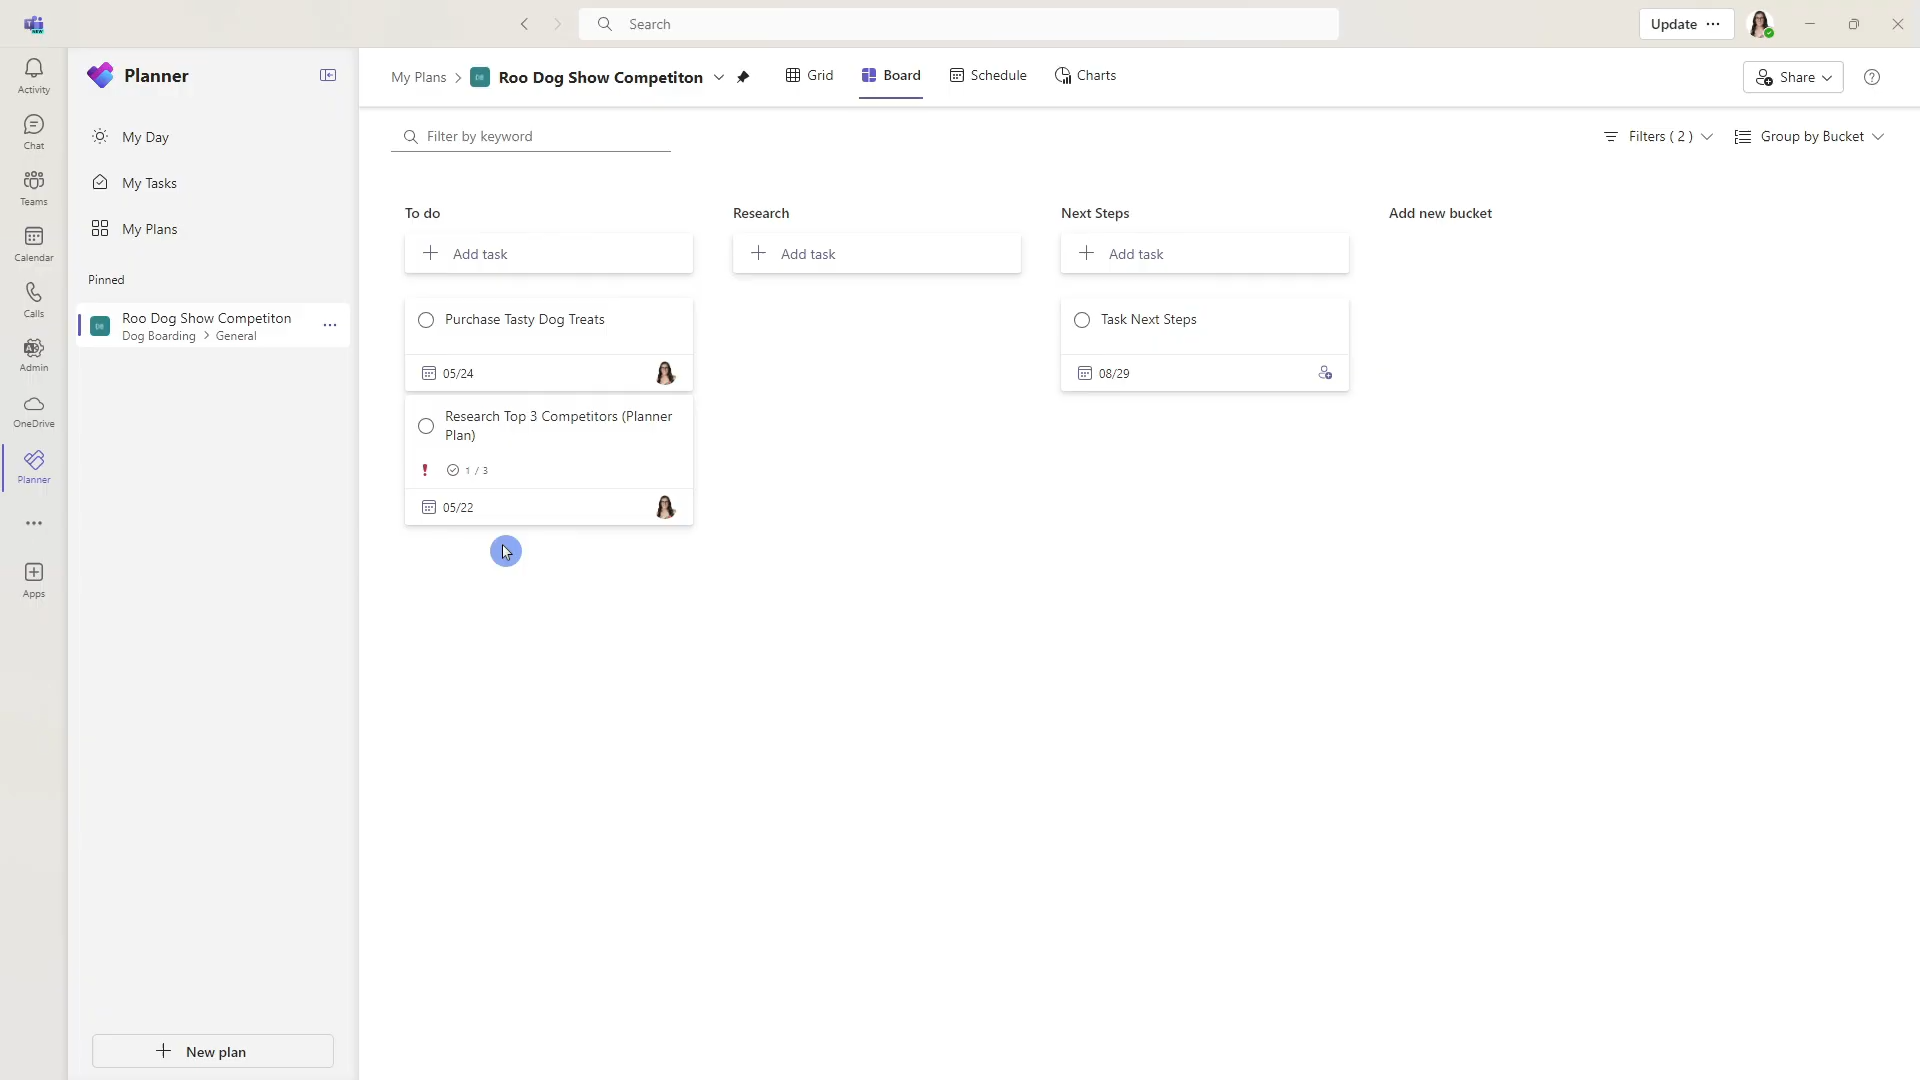 Search
Update
Activity
Chat
Teams
Calendar
Calls
Admin
OneDrive
Planner
Apps
Planner
My Day
My Tasks
My Plans
Pinned
Roo Dog Show Competiton
Dog Boarding > General
New plan
My Plans > Roo Dog Show Competiton
Grid
Board
Schedule
Charts
Share
Filter by keyword
Filters ( 2 )
Group by Bucket
To do
Add task
Purchase Tasty Dog Treats
05/24
Research Top 3 Competitors (Planner
Plan)
1 / 3
05/22
Research
Add task
Next Steps
Add task
Task Next Steps
08/29
Add new bucket